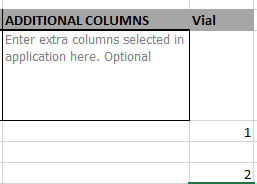 ADDITIONAL COLUMNS Vial
Enter extra columns selected in
application here. Optional
1
2